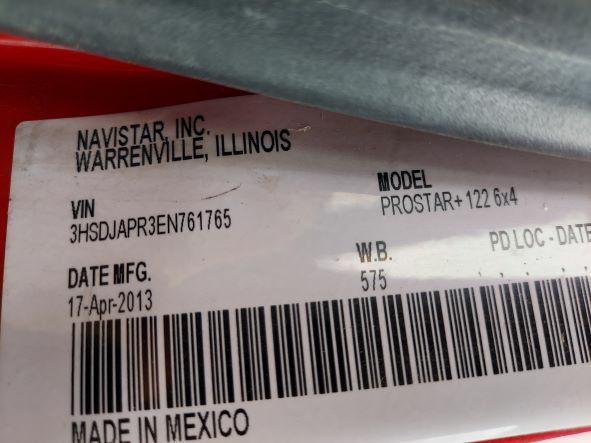 NAVISTAR, INC.
WARRENVILLE, ILLINOIS
VIN
3HSDJAPR3EN761765
MODEL
PROSTAR+ 122 6x4
DATE MFG.
17-Apr-2013
W.B.
575
PD LOC - DATE
MADE IN MEXICO